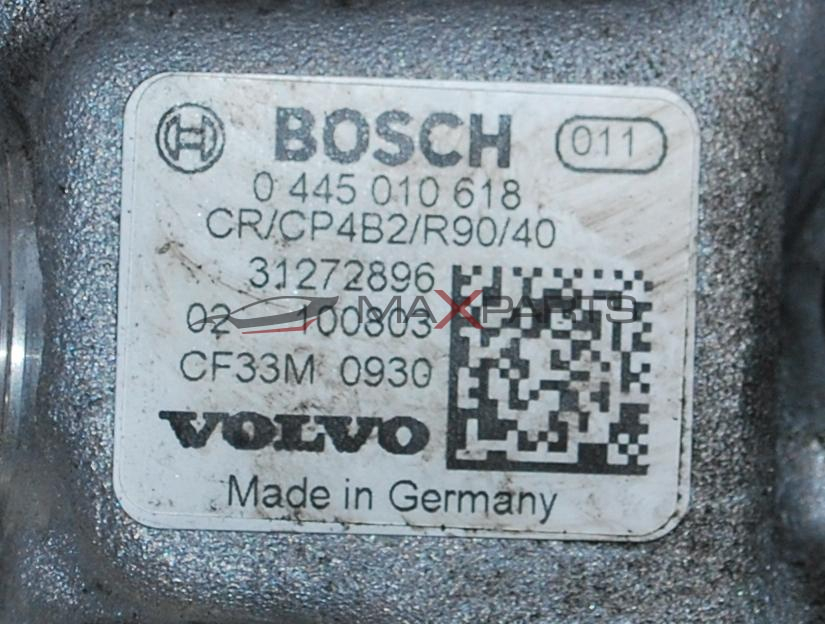 BOSCH 011
0 445 010 618
CR/CP4B2/R90/40
31272896
02 100803
MAXPARTS
CF33M 0930
VOLVO
Made in Germany